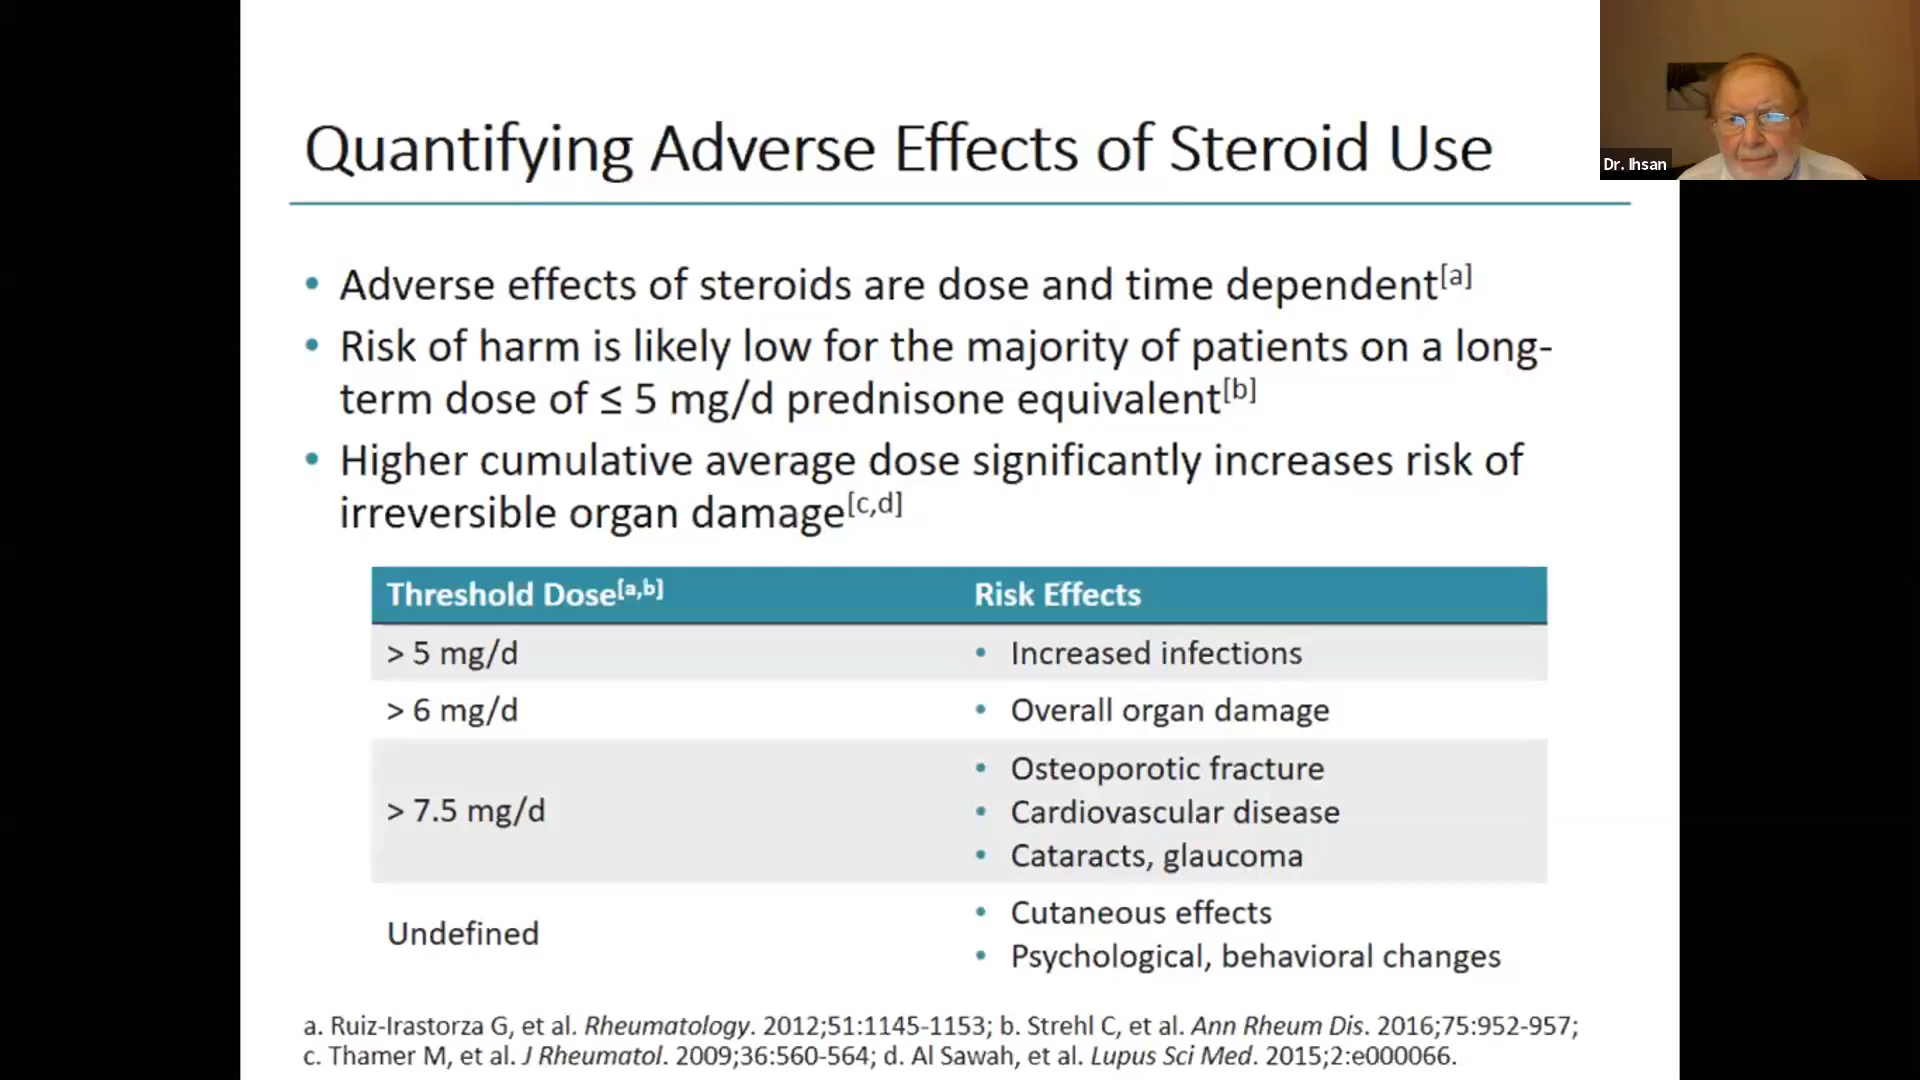 Quantifying Adverse Effects of Steroid Use
Dr. Ihsan
• Adverse effects of steroids are dose and time dependent[a]
• Risk of harm is likely low for the majority of patients on a long-
term dose of ≤ 5 mg/d prednisone equivalent[b]
• Higher cumulative average dose significantly increases risk of
irreversible organ damage[c,d]
Threshold Dose[a,b] Risk Effects
> 5 mg/d • Increased infections
> 6 mg/d • Overall organ damage
> 7.5 mg/d • Osteoporotic fracture
• Cardiovascular disease
• Cataracts, glaucoma
Undefined • Cutaneous effects
• Psychological, behavioral changes
a. Ruiz-Irastorza G, et al. Rheumatology. 2012;51:1145-1153; b. Strehl C, et al. Ann Rheum Dis. 2016;75:952-957;
c. Thamer M, et al. J Rheumatol. 2009;36:560-564; d. Al Sawah, et al. Lupus Sci Med. 2015;2:e000066.